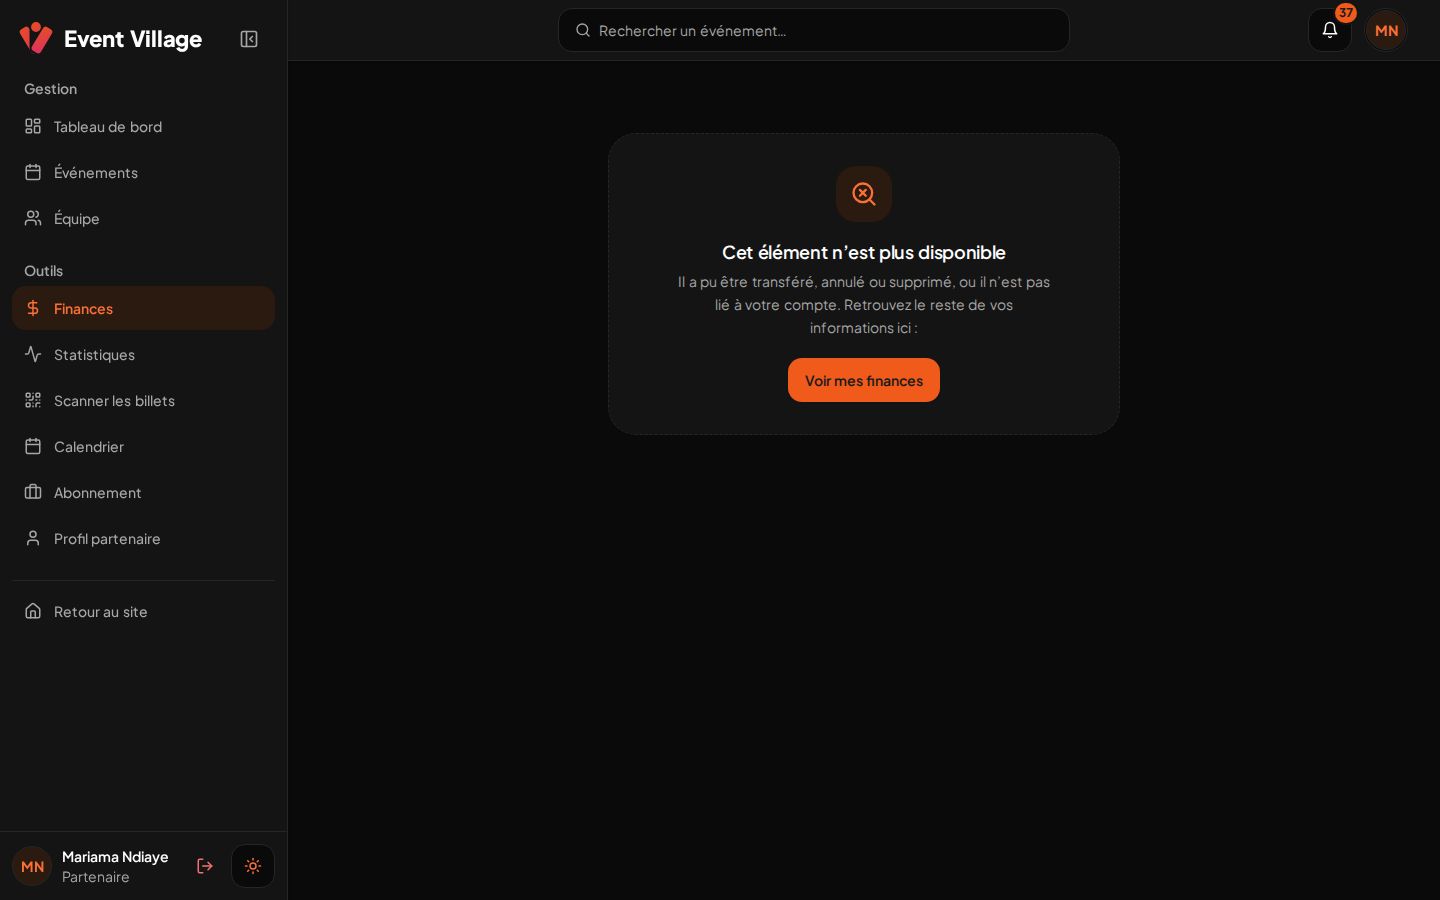 Event Village
Rechercher un événement...
37
MN
Gestion
Tableau de bord
Événements
Équipe
Outils
Finances
Statistiques
Scanner les billets
Calendrier
Abonnement
Profil partenaire
Retour au site
Cet élément n’est plus disponible
Il a pu être transféré, annulé ou supprimé, ou il n’est pas
lié à votre compte. Retrouvez le reste de vos
informations ici :
Voir mes finances
MN
Mariama Ndiaye
Partenaire